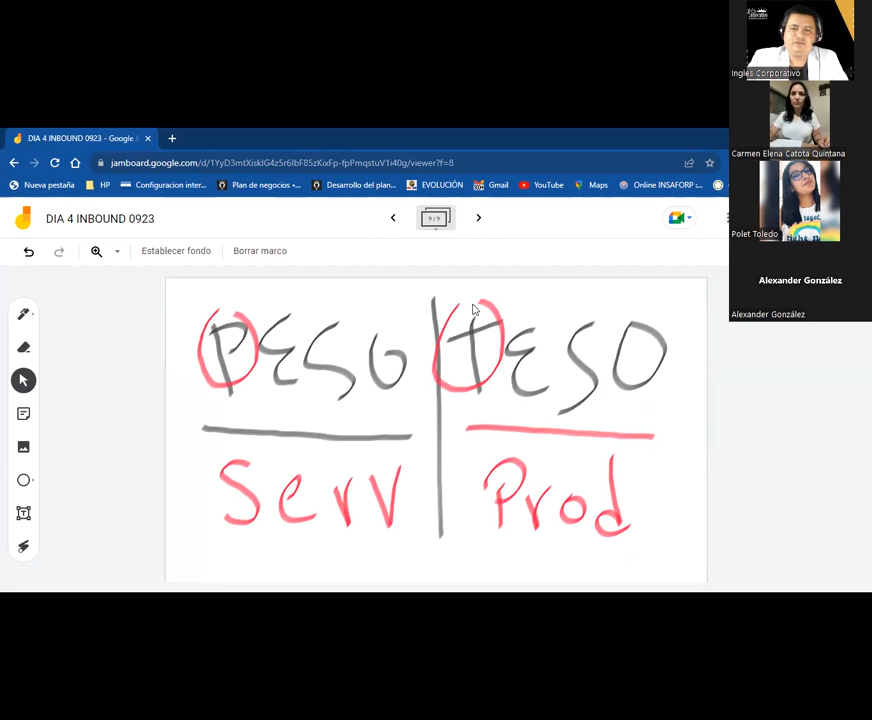 Ingles Corporativo
Carmen Elena Catota Quintana
Polet Toledo
Alexander González
Alexander González
DIA 4 INBOUND 0923 - Google J
jamboard.google.com/d/1YyD3mtXiskIG4z5r6IbF8SzKixFp-fpPmqstuV1i40g/viewer?f=8
Nueva pestaña HP Configuracion inter... Plan de negocios •... Desarrollo del plan... EVOLUCIÓN Gmail YouTube Maps Online INSAFORP :...
DIA 4 INBOUND 0923
9 / 9
Establecer fondo Borrar marco
PESO TESO
Serv Prod